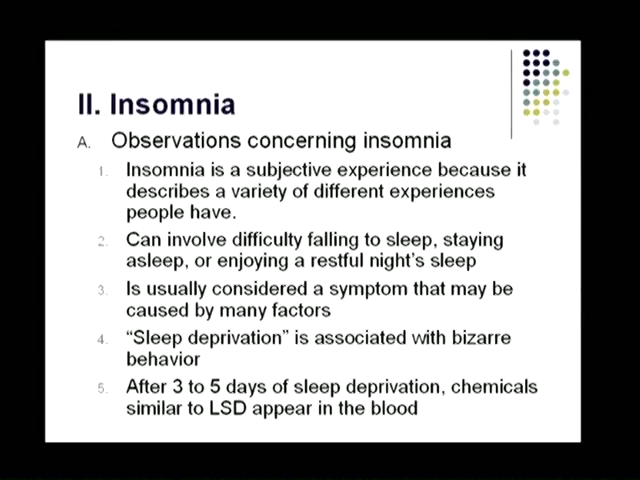 II. Insomnia
A. Observations concerning insomnia
1. Insomnia is a subjective experience because it
describes a variety of different experiences
people have.
2. Can involve difficulty falling to sleep, staying
asleep, or enjoying a restful night's sleep
3. Is usually considered a symptom that may be
caused by many factors
4. “Sleep deprivation” is associated with bizarre
behavior
5. After 3 to 5 days of sleep deprivation, chemicals
similar to LSD appear in the blood